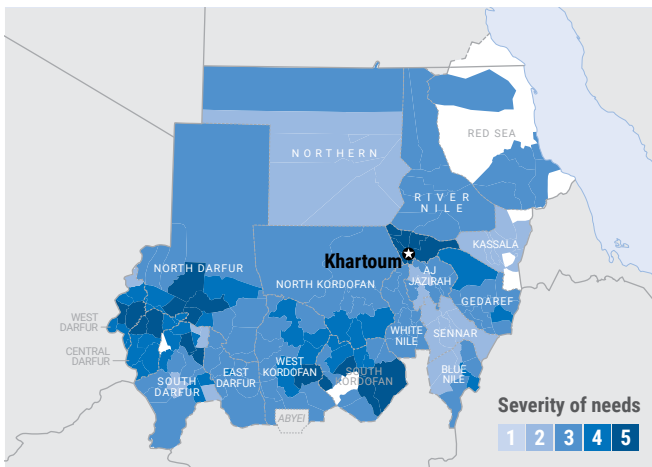 RED SEA
NORTHERN
RIVER
NILE
KASSALA
Khartoum
NORTH DARFUR
NORTH KORDOFAN
AJ
JAZIRAH
GEDAREF
WEST
DARFUR
WHITE
NILE
SENNAR
CENTRAL
DARFUR
WEST
KORDOFAN
SOUTH
KORDOFAN
EAST
DARFUR
SOUTH
DARFUR
BLUE
NILE
ABYEI
Severity of needs
1 2 3 4 5